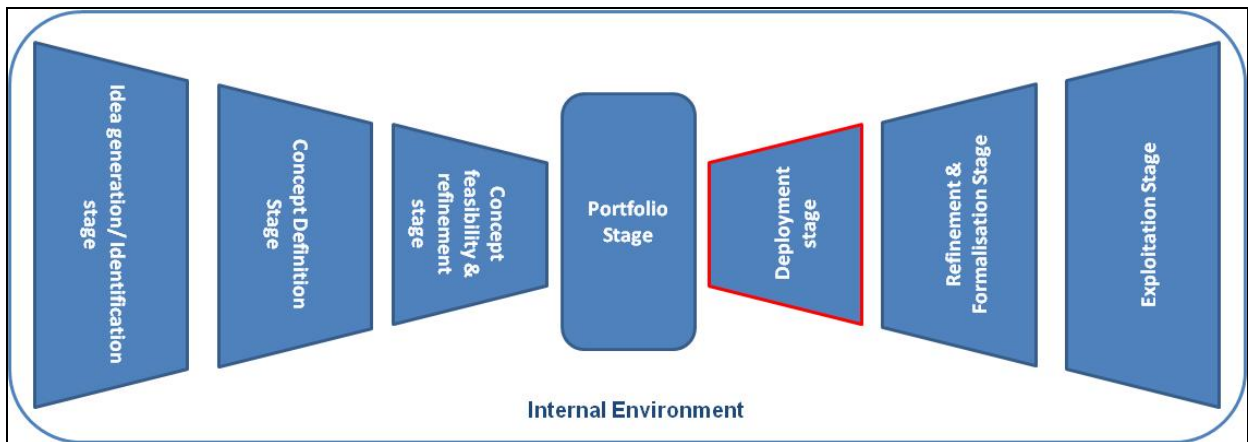 Idea generation/ Identification
stage
Concept Definition
Stage
Concept
feasibility &
refinement
stage
Portfolio
Stage
Deployment
stage
Refinement &
Formalisation Stage
Exploitation Stage
Internal Environment